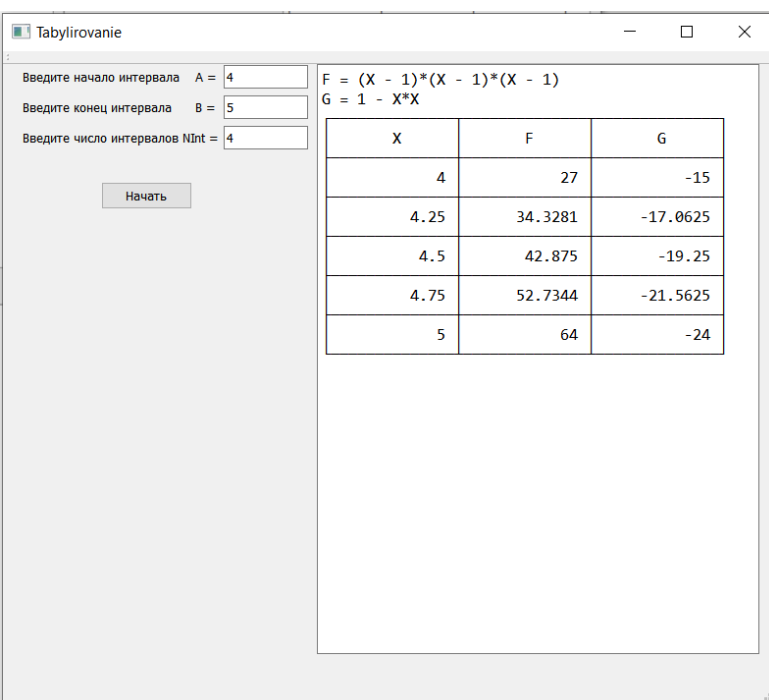 Tabylirovanie
Введите начало интервала A = 4
Введите конец интервала B = 5
Введите число интервалов NInt = 4
Начать
F = (X - 1)*(X - 1)*(X - 1)
G = 1 - X*X
X F G
4 27 -15
4.25 34.3281 -17.0625
4.5 42.875 -19.25
4.75 52.7344 -21.5625
5 64 -24